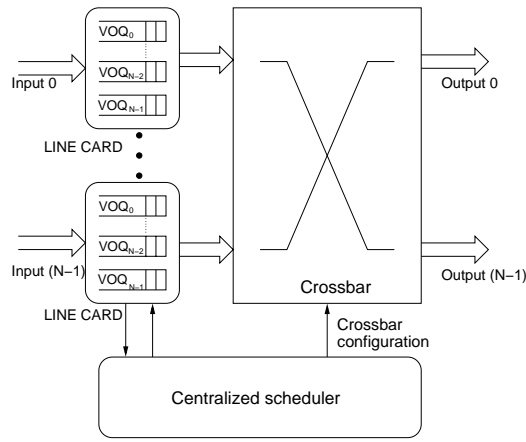 VOQ0
VOQN−2
VOQN−1
Input 0
LINE CARD
Output 0
VOQ0
VOQN−2
VOQN−1
Input (N−1)
LINE CARD
Crossbar
Output (N−1)
Crossbar
configuration
Centralized scheduler